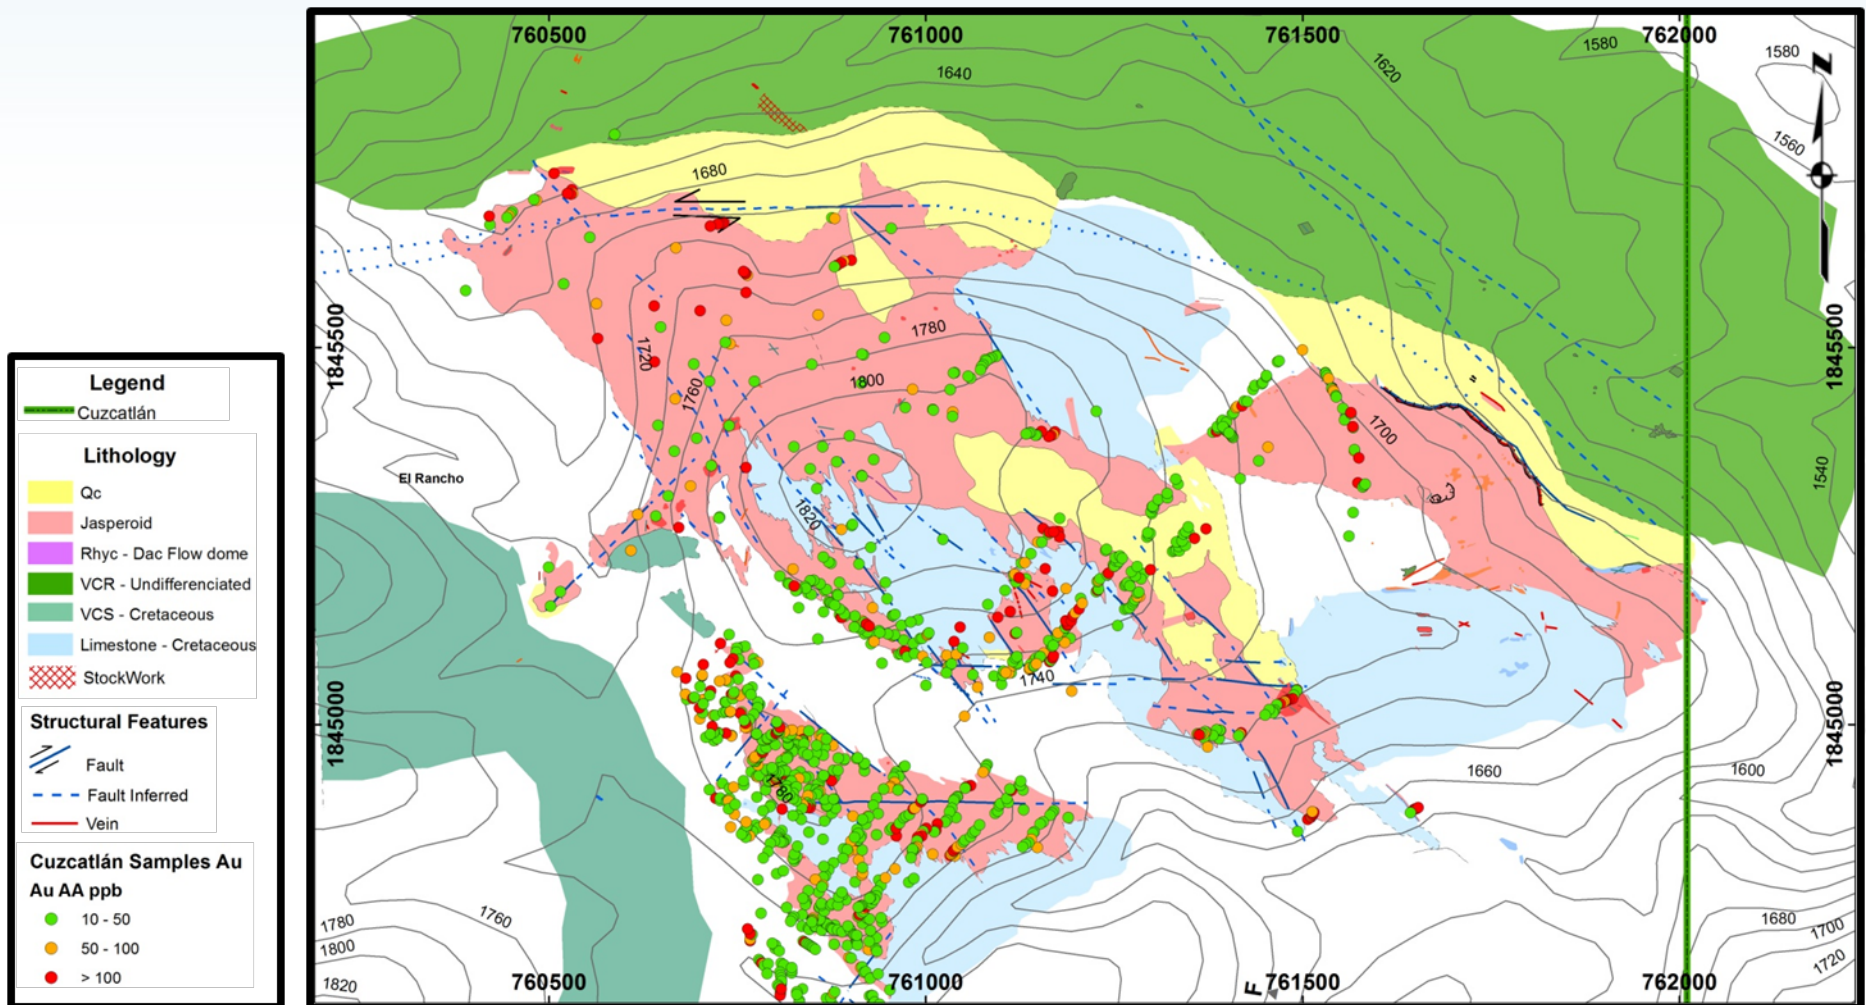 Legend
Cuzcatlán
Lithology
Qc
Jasperoid
Rhyc - Dac Flow dome
VCR - Undifferenciated
VCS - Cretaceous
Limestone - Cretaceous
StockWork
Structural Features
Fault
Fault Inferred
Vein
Cuzcatlán Samples Au
Au AA ppb
10 - 50
50 - 100
> 100
760500 761000 761500 762000
1580
1580
1640
1620
N
1560
1680
1845500
1845500
1780
1720
1800
1760
1700
El Rancho
1540
1820
1740
1845000
1845000
1660
1600
1780
1760
1780
1680
1700
1800
1720
1820
760500 761000 761500 762000
F